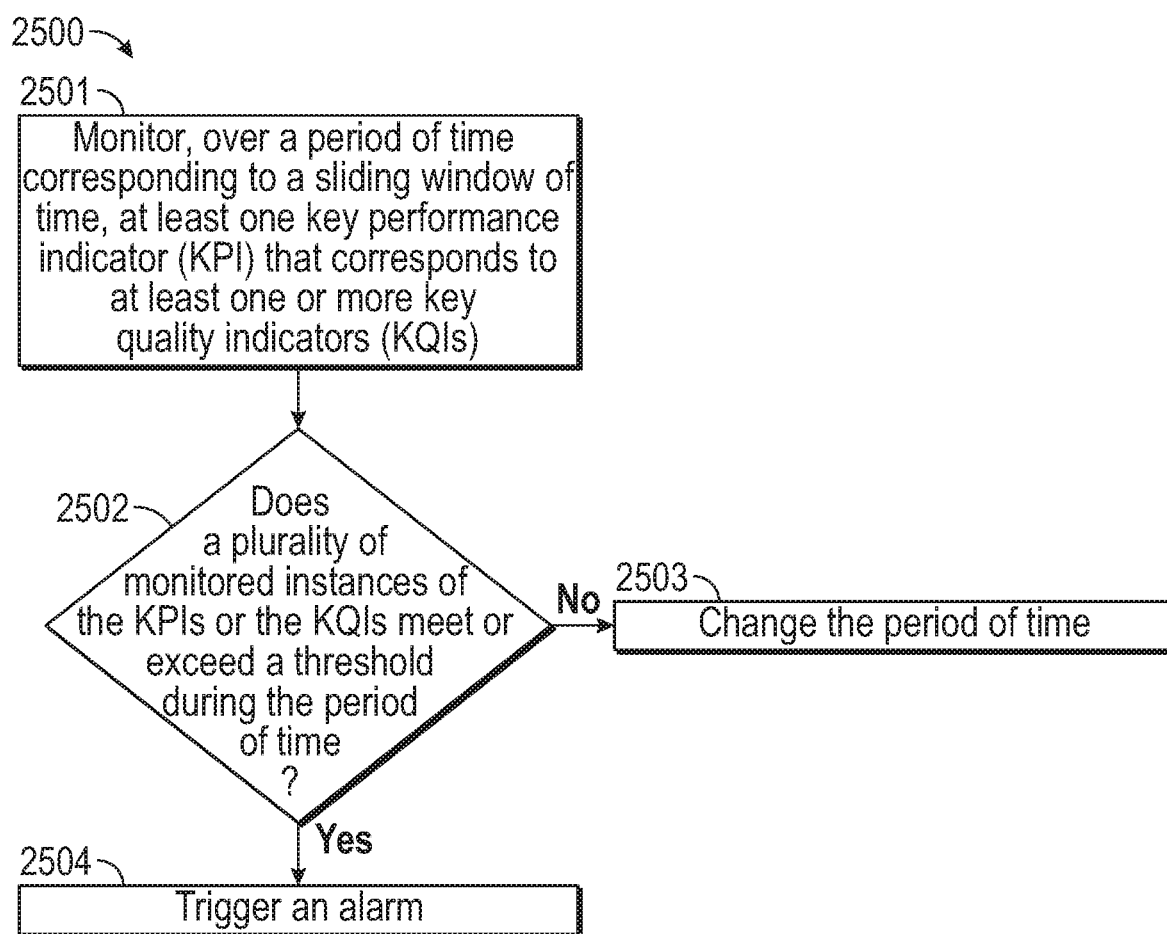 2500
2501
Monitor, over a period of time
corresponding to a sliding window of
time, at least one key performance
indicator (KPI) that corresponds to
at least one or more key
quality indicators (KQIs)
2502
Does
a plurality of
monitored instances of
the KPIs or the KQIs meet or
exceed a threshold
during the period
of time
?
No
2503
Change the period of time
Yes
2504
Trigger an alarm